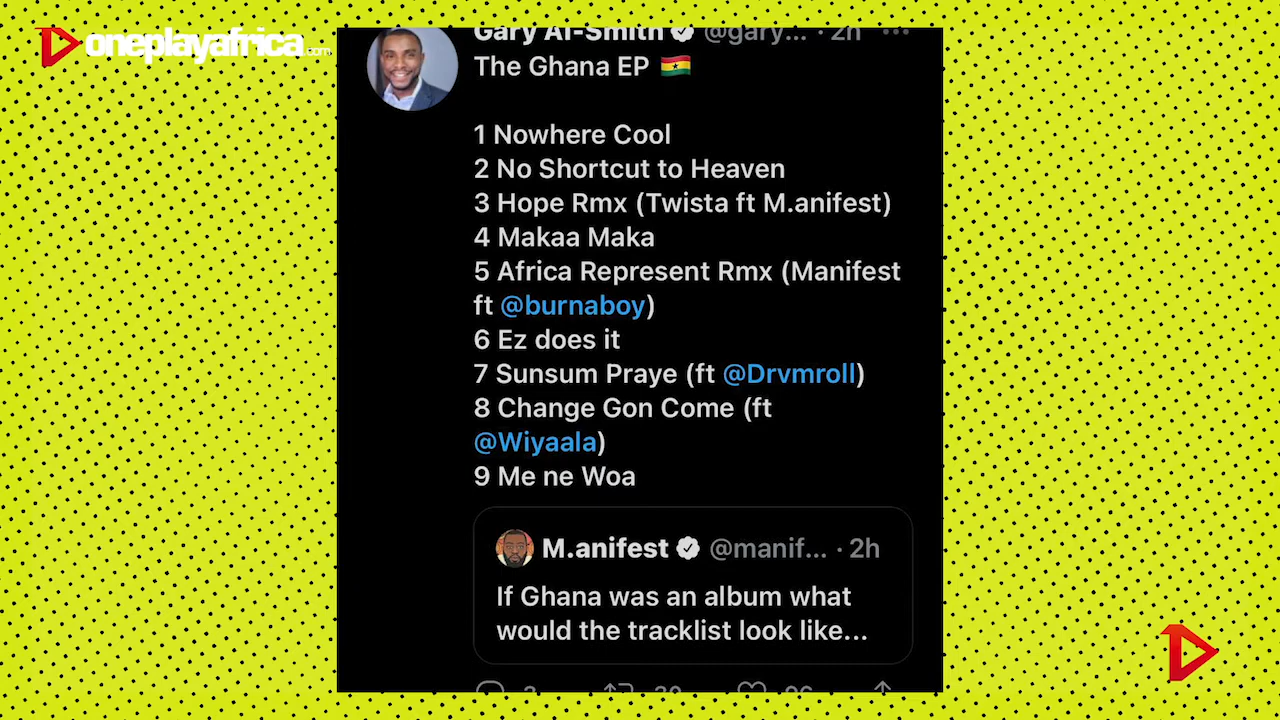 oneplayafrica.com
Gary Al-Smith @gary... · 2h ...
The Ghana EP
1 Nowhere Cool
2 No Shortcut to Heaven
3 Hope Rmx (Twista ft M.anifest)
4 Makaa Maka
5 Africa Represent Rmx (Manifest
ft @burnaboy)
6 Ez does it
7 Sunsum Praye (ft @Drvmroll)
8 Change Gon Come (ft
@Wiyaala)
9 Me ne Woa
M.anifest @manif... · 2h
If Ghana was an album what
would the tracklist look like...